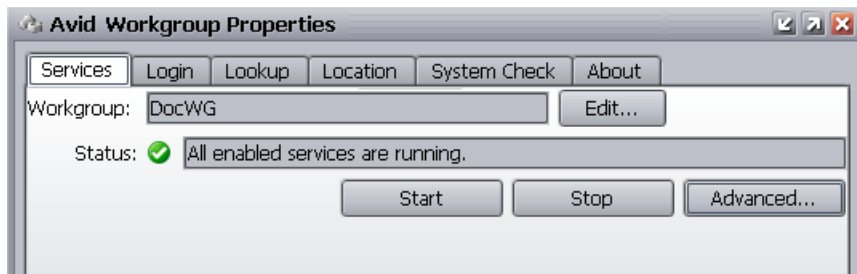 Avid Workgroup Properties
Services Login Lookup Location System Check About
Workgroup: DocWG Edit...
Status: All enabled services are running.
Start Stop Advanced...